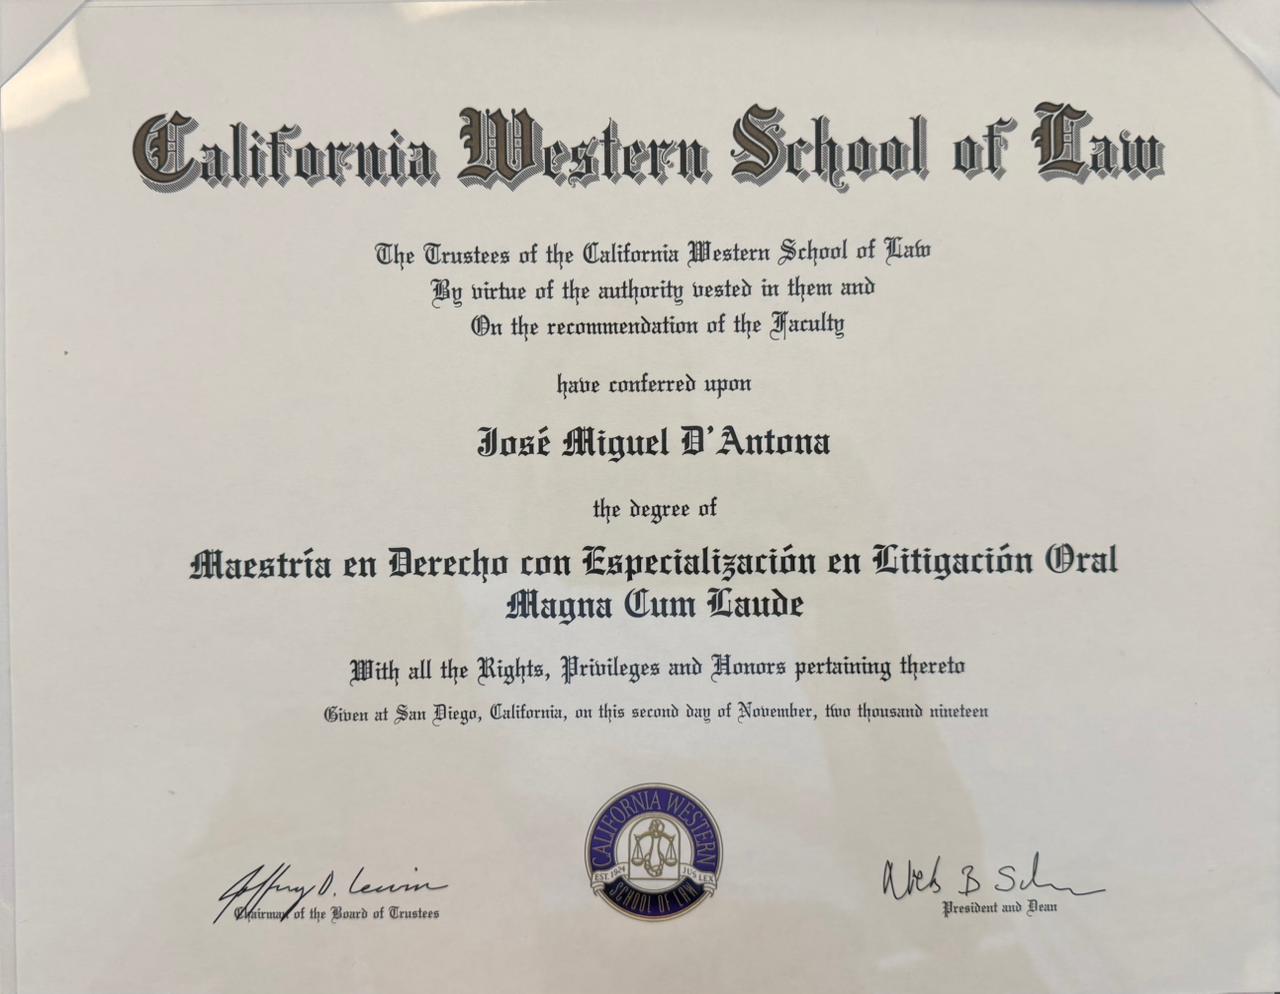 California Western School of Law
The Trustees of the California Western School of Law
By virtue of the authority vested in them and
On the recommendation of the Faculty
have conferred upon
José Miguel D'Antona
the degree of
Maestría en Derecho con Especialización en Litigación Oral
Magna Cum Laude
With all the Rights, Privileges and Honors pertaining thereto
Given at San Diego, California, on this second day of November, two thousand nineteen
CALIFORNIA WESTERN
EST. 1924 JUS LEX
SCHOOL OF LAW
Jeffrey D. Lewin
Chairman of the Board of Trustees
President and Dean